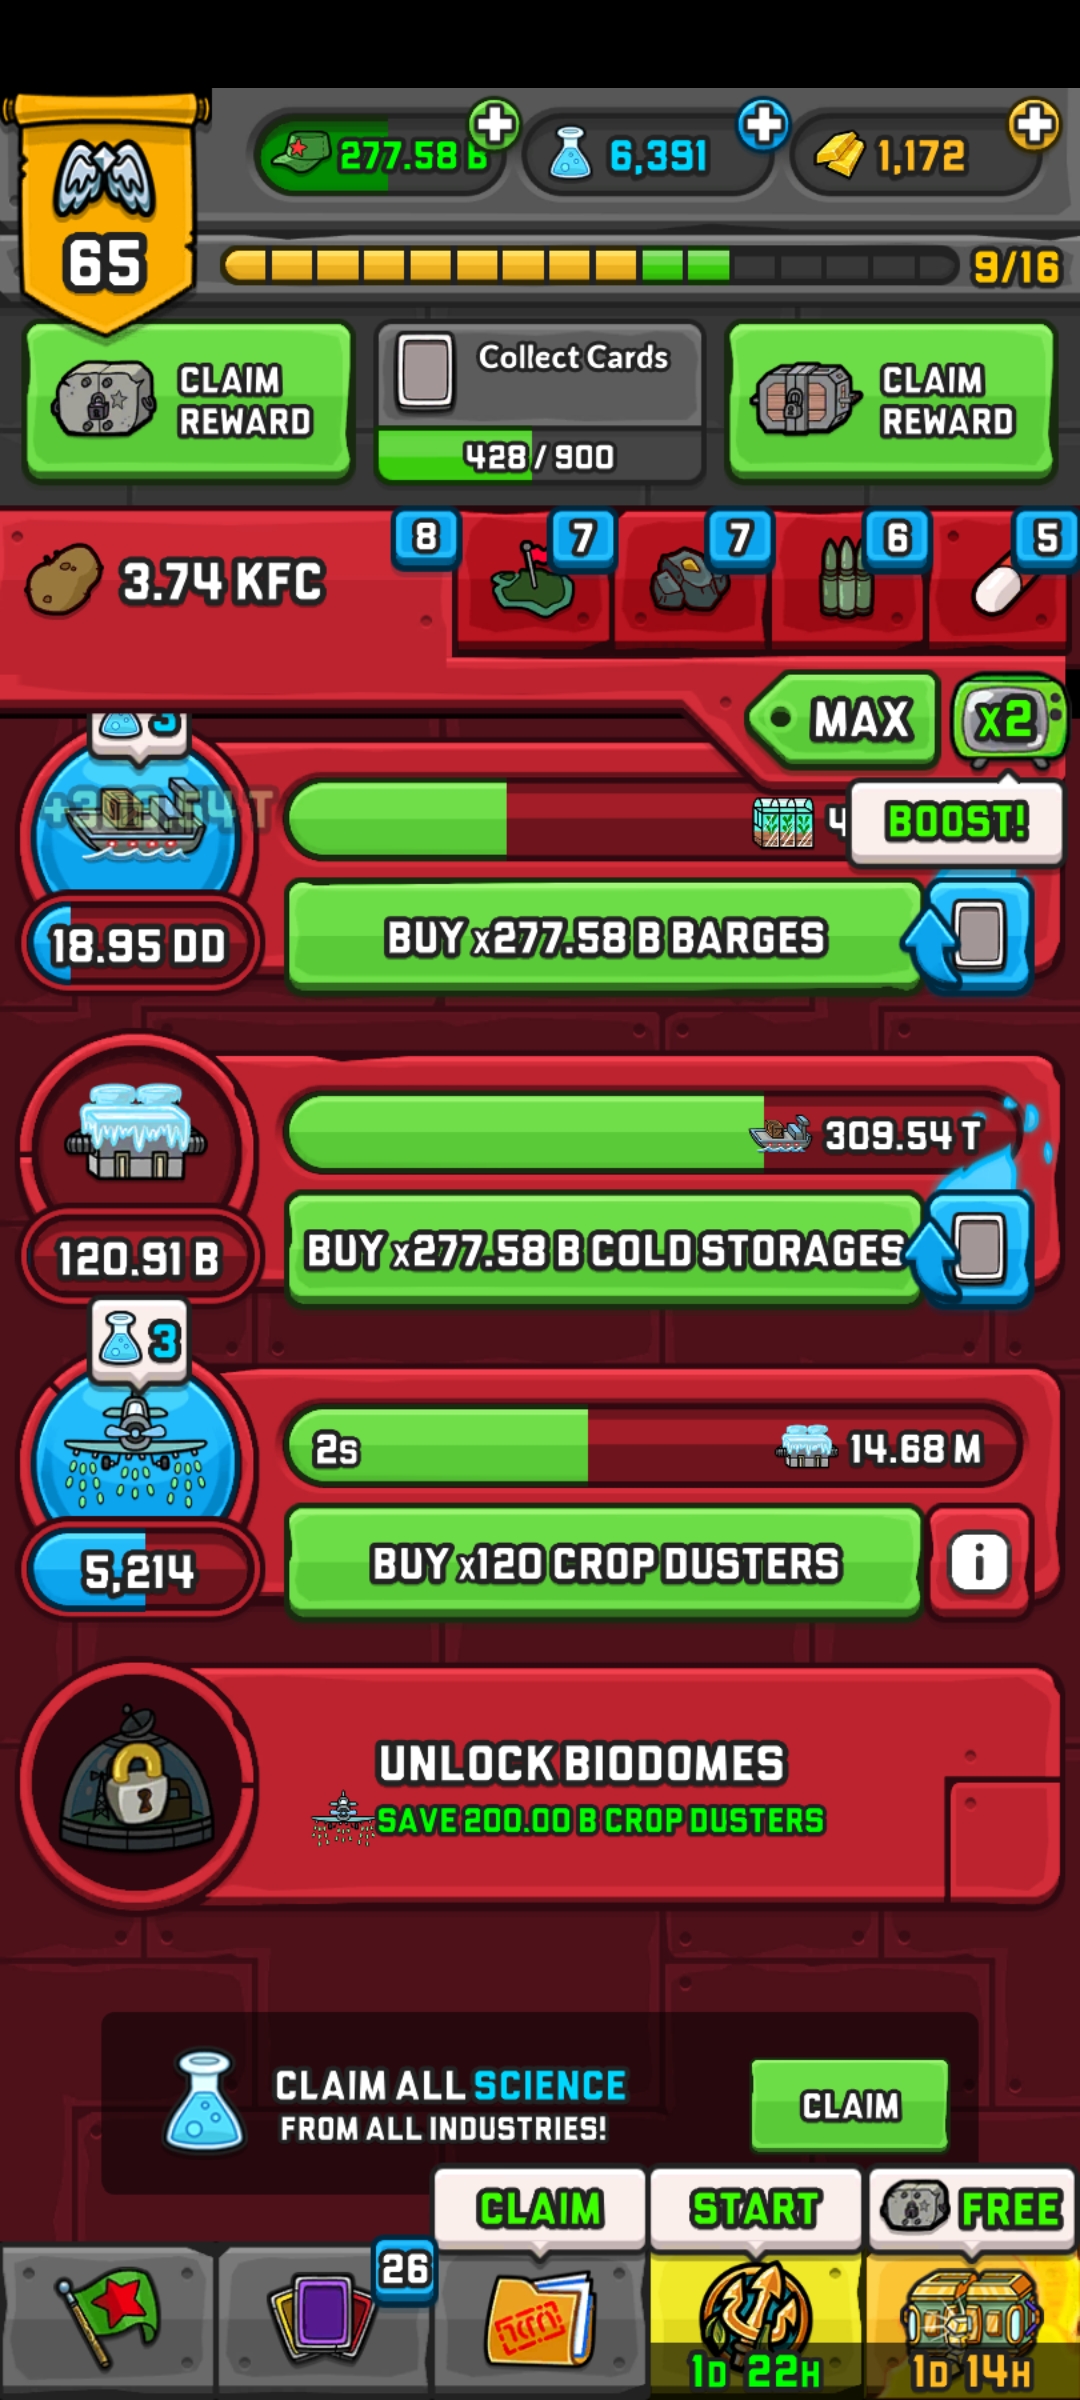 277.58 B
6,391
1,172
65
9/16
CLAIM
REWARD
Collect Cards
428 / 900
CLAIM
REWARD
3.74 KFC
8
7
7
6
5
MAX
x2
BOOST!
3
18.95 DD
4
BUY x277.58 B BARGES
309.54 T
120.91 B
BUY x277.58 B COLD STORAGES
3
2s
14.68 M
5,214
BUY x120 CROP DUSTERS
i
UNLOCK BIODOMES
SAVE 200.00 B CROP DUSTERS
CLAIM ALL SCIENCE
FROM ALL INDUSTRIES!
CLAIM
CLAIM
START
FREE
26
1D 22H
1D 14H